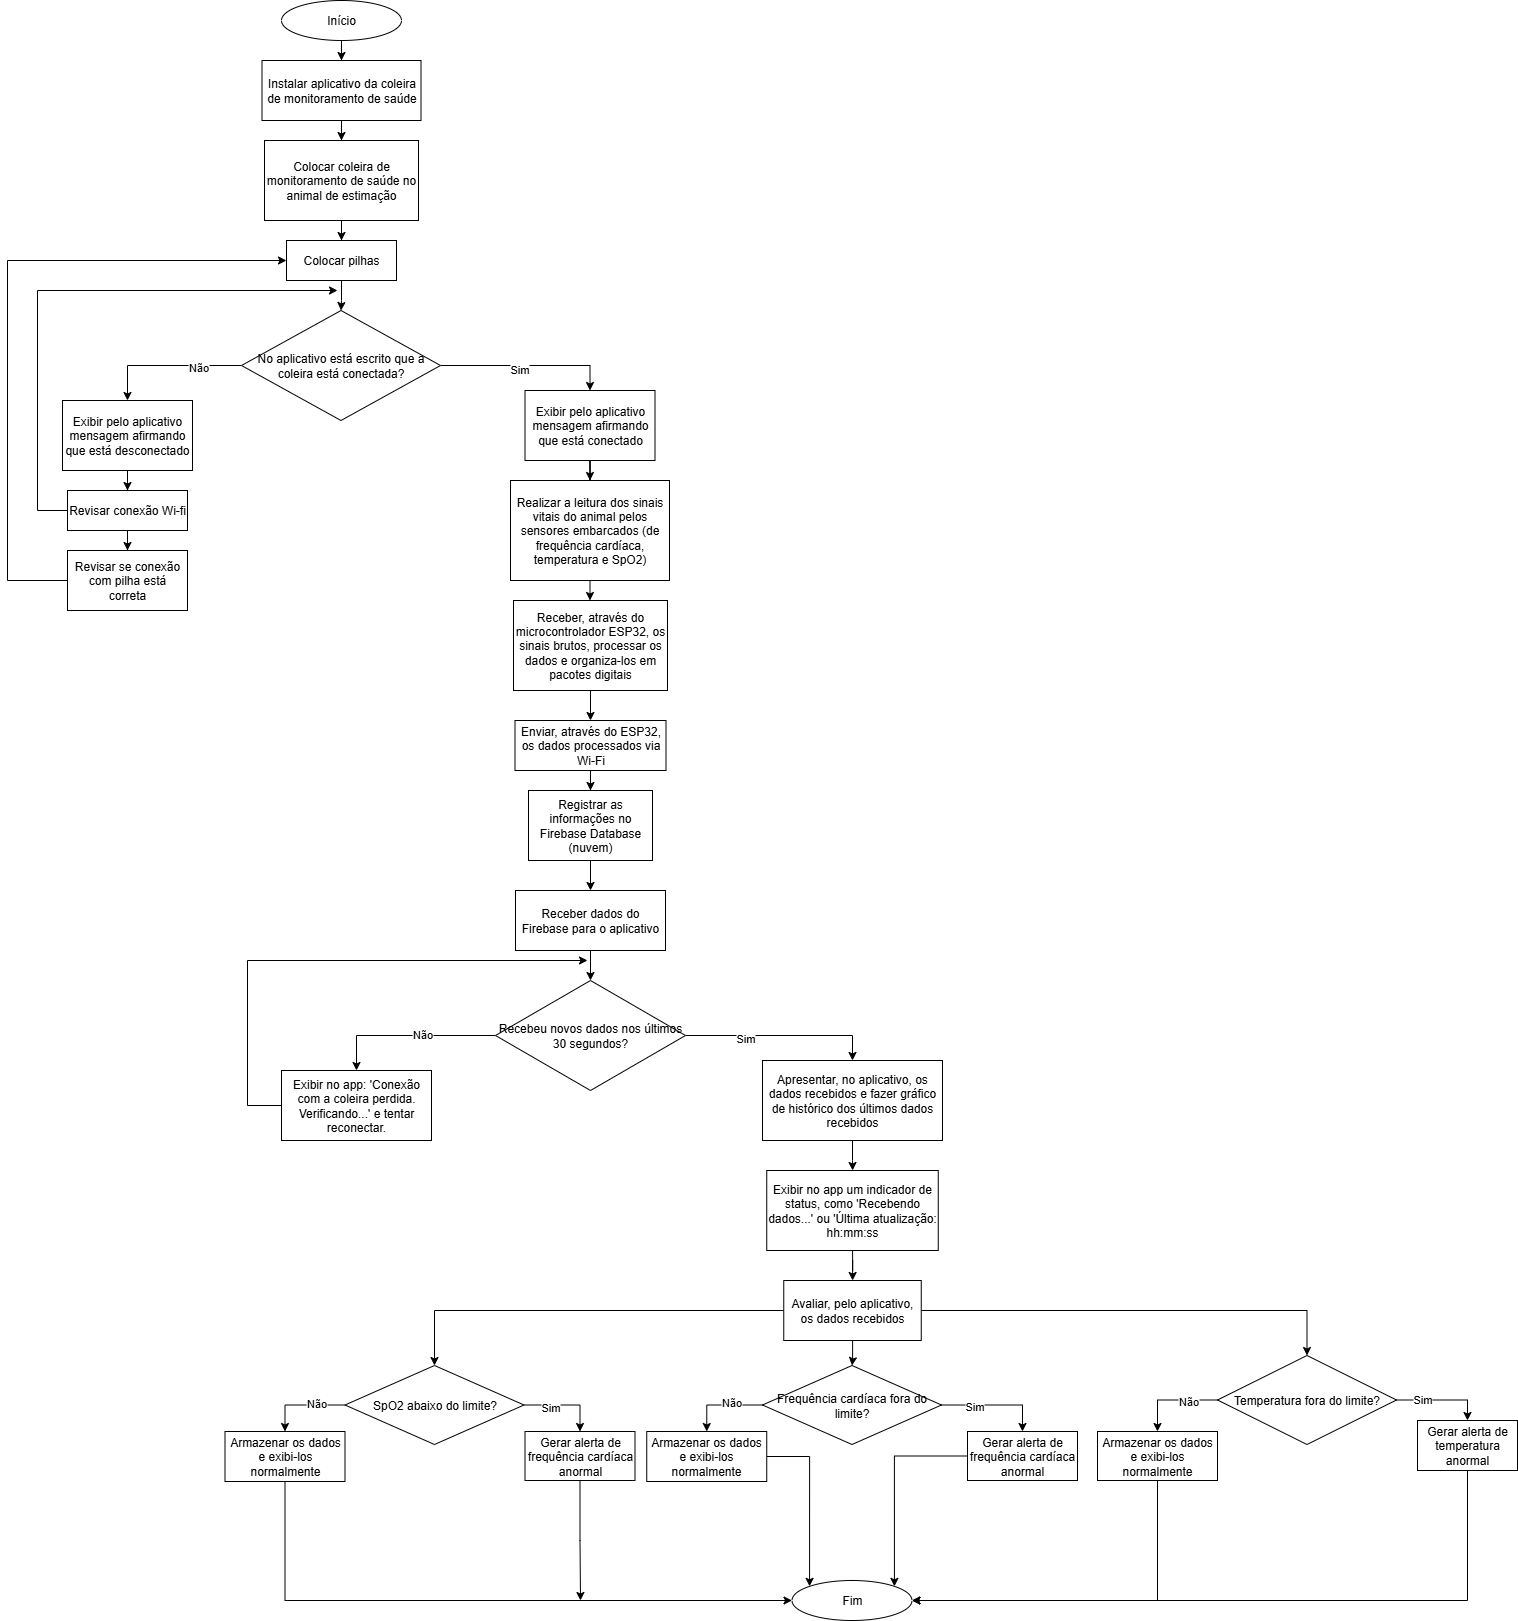 Início
Instalar aplicativo da coleira
de monitoramento de saúde
Colocar coleira de
monitoramento de saúde no
animal de estimação
Colocar pilhas
No aplicativo está escrito que a
coleira está conectada?
Não
Sim
Exibir pelo aplicativo
mensagem afirmando
que está desconectado
Revisar conexão Wi-fi
Revisar se conexão
com pilha está
correta
Exibir pelo aplicativo
mensagem afirmando
que está conectado
Realizar a leitura dos sinais
vitais do animal pelos
sensores embarcados (de
frequência cardíaca,
temperatura e SpO2)
Receber, através do
microcontrolador ESP32, os
sinais brutos, processar os
dados e organiza-los em
pacotes digitais
Enviar, através do ESP32,
os dados processados via
Wi-Fi
Registrar as
informações no
Firebase Database
(nuvem)
Receber dados do
Firebase para o aplicativo
Recebeu novos dados nos últimos
30 segundos?
Não
Sim
Exibir no app: 'Conexão
com a coleira perdida.
Verificando...' e tentar
reconectar.
Apresentar, no aplicativo, os
dados recebidos e fazer gráfico
de histórico dos últimos dados
recebidos
Exibir no app um indicador de
status, como 'Recebendo
dados...' ou 'Última atualização:
hh:mm:ss
Avaliar, pelo aplicativo,
os dados recebidos
SpO2 abaixo do limite?
Não
Sim
Armazenar os dados
e exibi-los
normalmente
Gerar alerta de
frequência cardíaca
anormal
Frequência cardíaca fora do
limite?
Não
Sim
Armazenar os dados
e exibi-los
normalmente
Gerar alerta de
frequência cardíaca
anormal
Temperatura fora do limite?
Não
Sim
Armazenar os dados
e exibi-los
normalmente
Gerar alerta de
temperatura
anormal
Fim